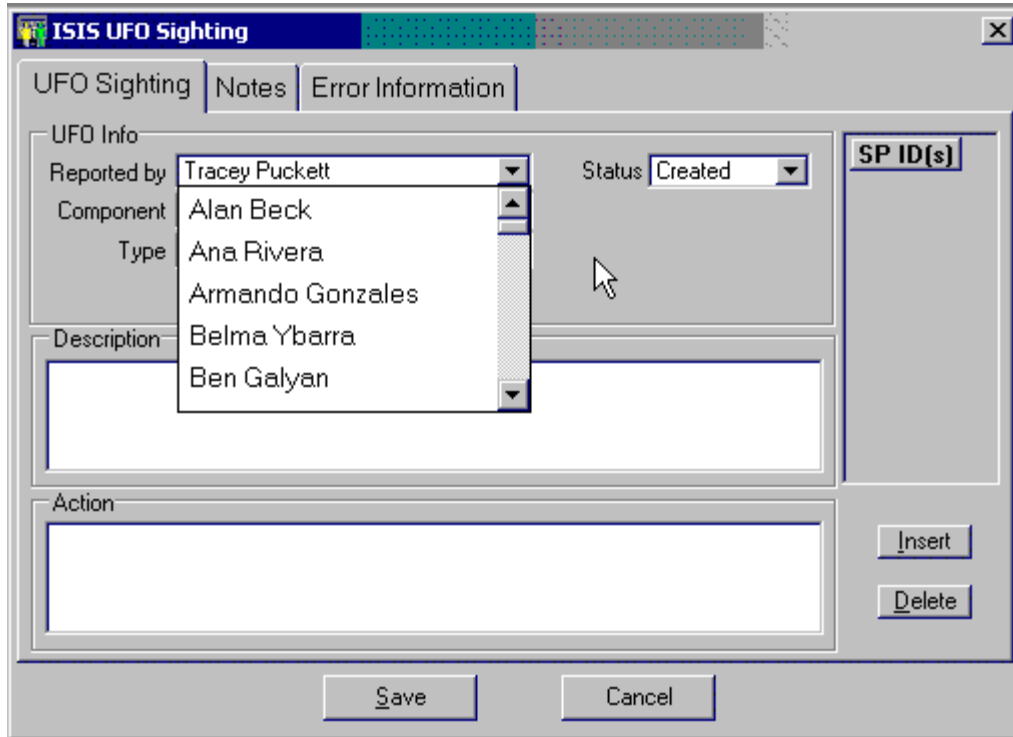 ISIS UFO Sighting
UFO Sighting Notes Error Information
UFO Info
Reported by Tracey Puckett Status Created SP ID(s)
Component
Type
Alan Beck
Ana Rivera
Armando Gonzales
Belma Ybarra
Ben Galyan
Description
Action
Insert
Delete
Save Cancel